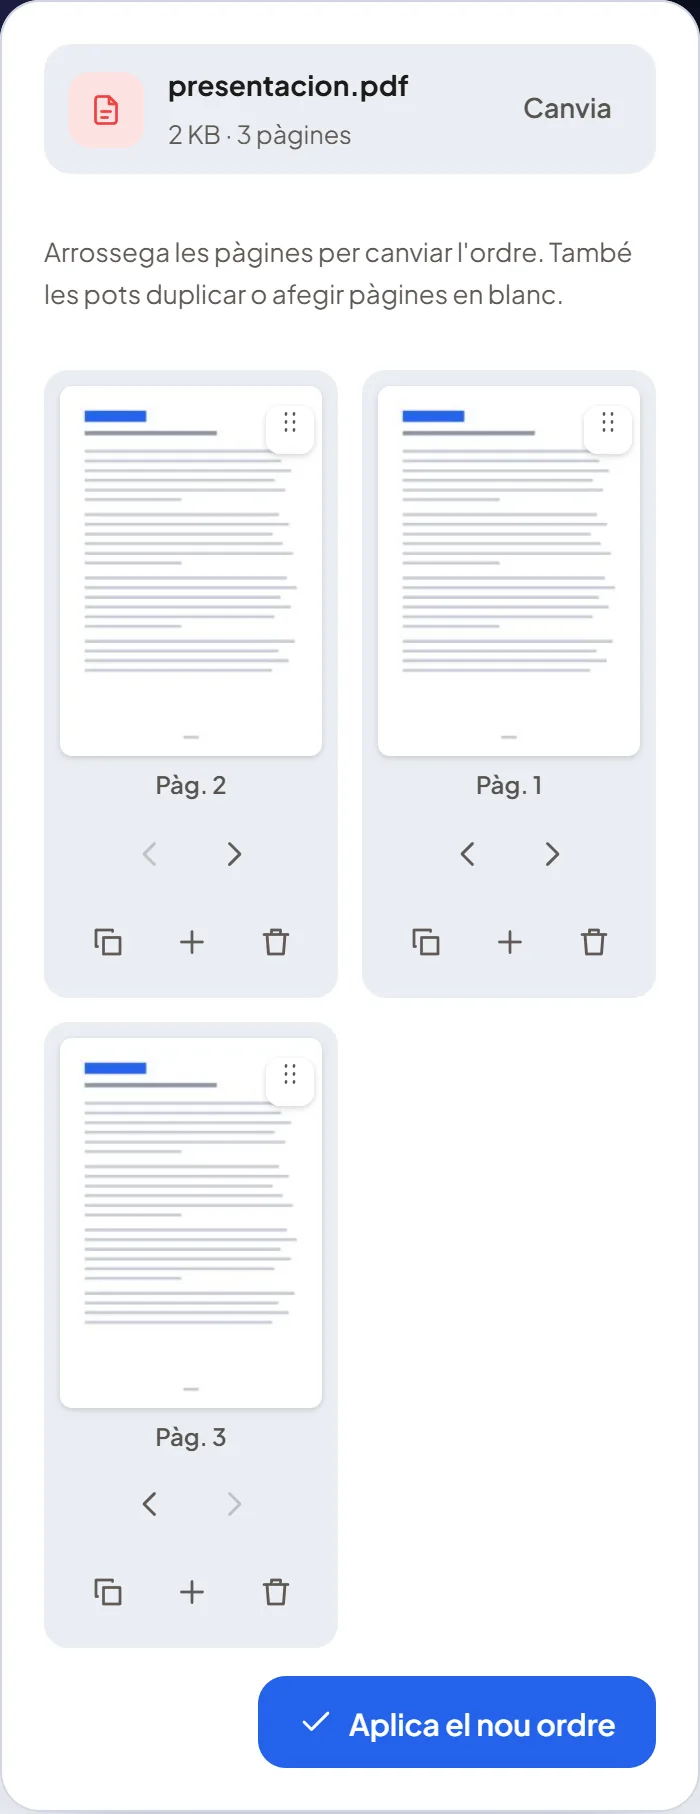 presentacion.pdf
2 KB · 3 pàgines
Canvia
Arrossega les pàgines per canviar l'ordre. També
les pots duplicar o afegir pàgines en blanc.
Pàg. 2
Pàg. 1
Pàg. 3
Aplica el nou ordre